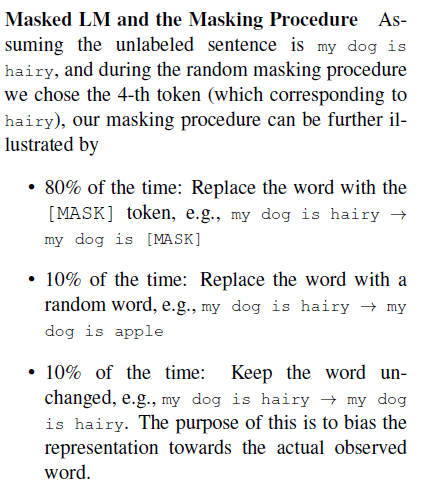 Masked LM and the Masking Procedure As-
suming the unlabeled sentence is my dog is
hairy, and during the random masking procedure
we chose the 4-th token (which corresponding to
hairy), our masking procedure can be further il-
lustrated by
• 80% of the time: Replace the word with the
[MASK] token, e.g., my dog is hairy →
my dog is [MASK]
• 10% of the time: Replace the word with a
random word, e.g., my dog is hairy → my
dog is apple
• 10% of the time: Keep the word un-
changed, e.g., my dog is hairy → my dog
is hairy. The purpose of this is to bias the
representation towards the actual observed
word.